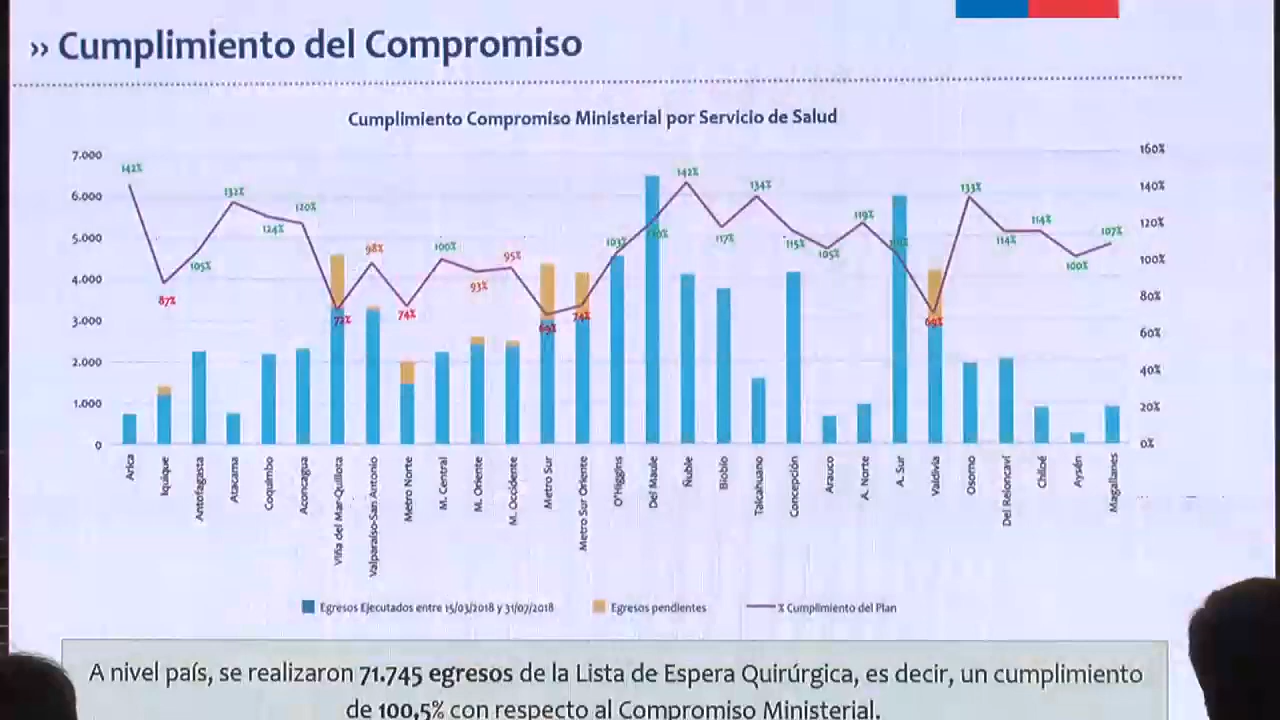 ›› Cumplimiento del Compromiso
Cumplimiento Compromiso Ministerial por Servicio de Salud
7.000
6.000
5.000
4.000
3.000
2.000
1.000
0
160%
140%
120%
100%
80%
60%
40%
20%
0%
142%
87%
105%
132%
124%
120%
72%
98%
74%
100%
93%
95%
69%
74%
103%
142%
117%
134%
115%
105%
119%
69%
133%
114%
114%
100%
107%
Arica
Iquique
Antofagasta
Atacama
Coquimbo
Aconcagua
Viña del Mar-Quillota
Valparaíso-San Antonio
Metro Norte
M. Central
M. Oriente
M. Occidente
Metro Sur
Metro Sur Oriente
O'Higgins
Del Maule
Ñuble
Biobío
Talcahuano
Concepción
Arauco
A. Norte
A. Sur
Valdivia
Osorno
Del Reloncaví
Chiloé
Aysén
Magallanes
Egresos Ejecutados entre 15/03/2018 y 31/07/2018
Egresos pendientes
% Cumplimiento del Plan
A nivel país, se realizaron 71.745 egresos de la Lista de Espera Quirúrgica, es decir, un cumplimiento
de 100,5% con respecto al Compromiso Ministerial.